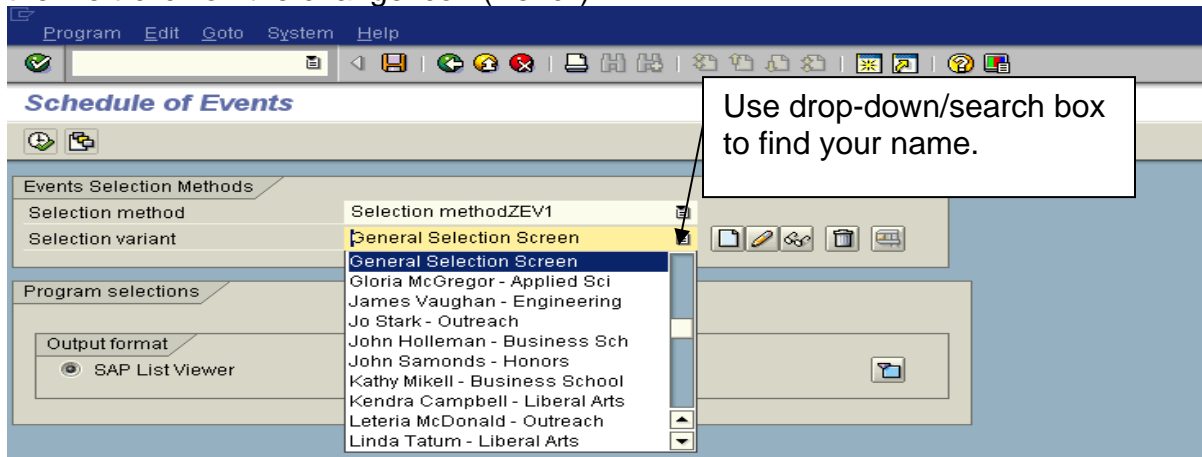 Program Edit Goto System Help
Schedule of Events
Use drop-down/search box
to find your name.
Events Selection Methods
Selection method Selection methodZEV1
Selection variant General Selection Screen
General Selection Screen
Gloria McGregor - Applied Sci
James Vaughan - Engineering
Jo Stark - Outreach
John Holleman - Business Sch
John Samonds - Honors
Kathy Mikell - Business School
Kendra Campbell - Liberal Arts
Leteria McDonald - Outreach
Linda Tatum - Liberal Arts
Program selections
Output format
SAP List Viewer